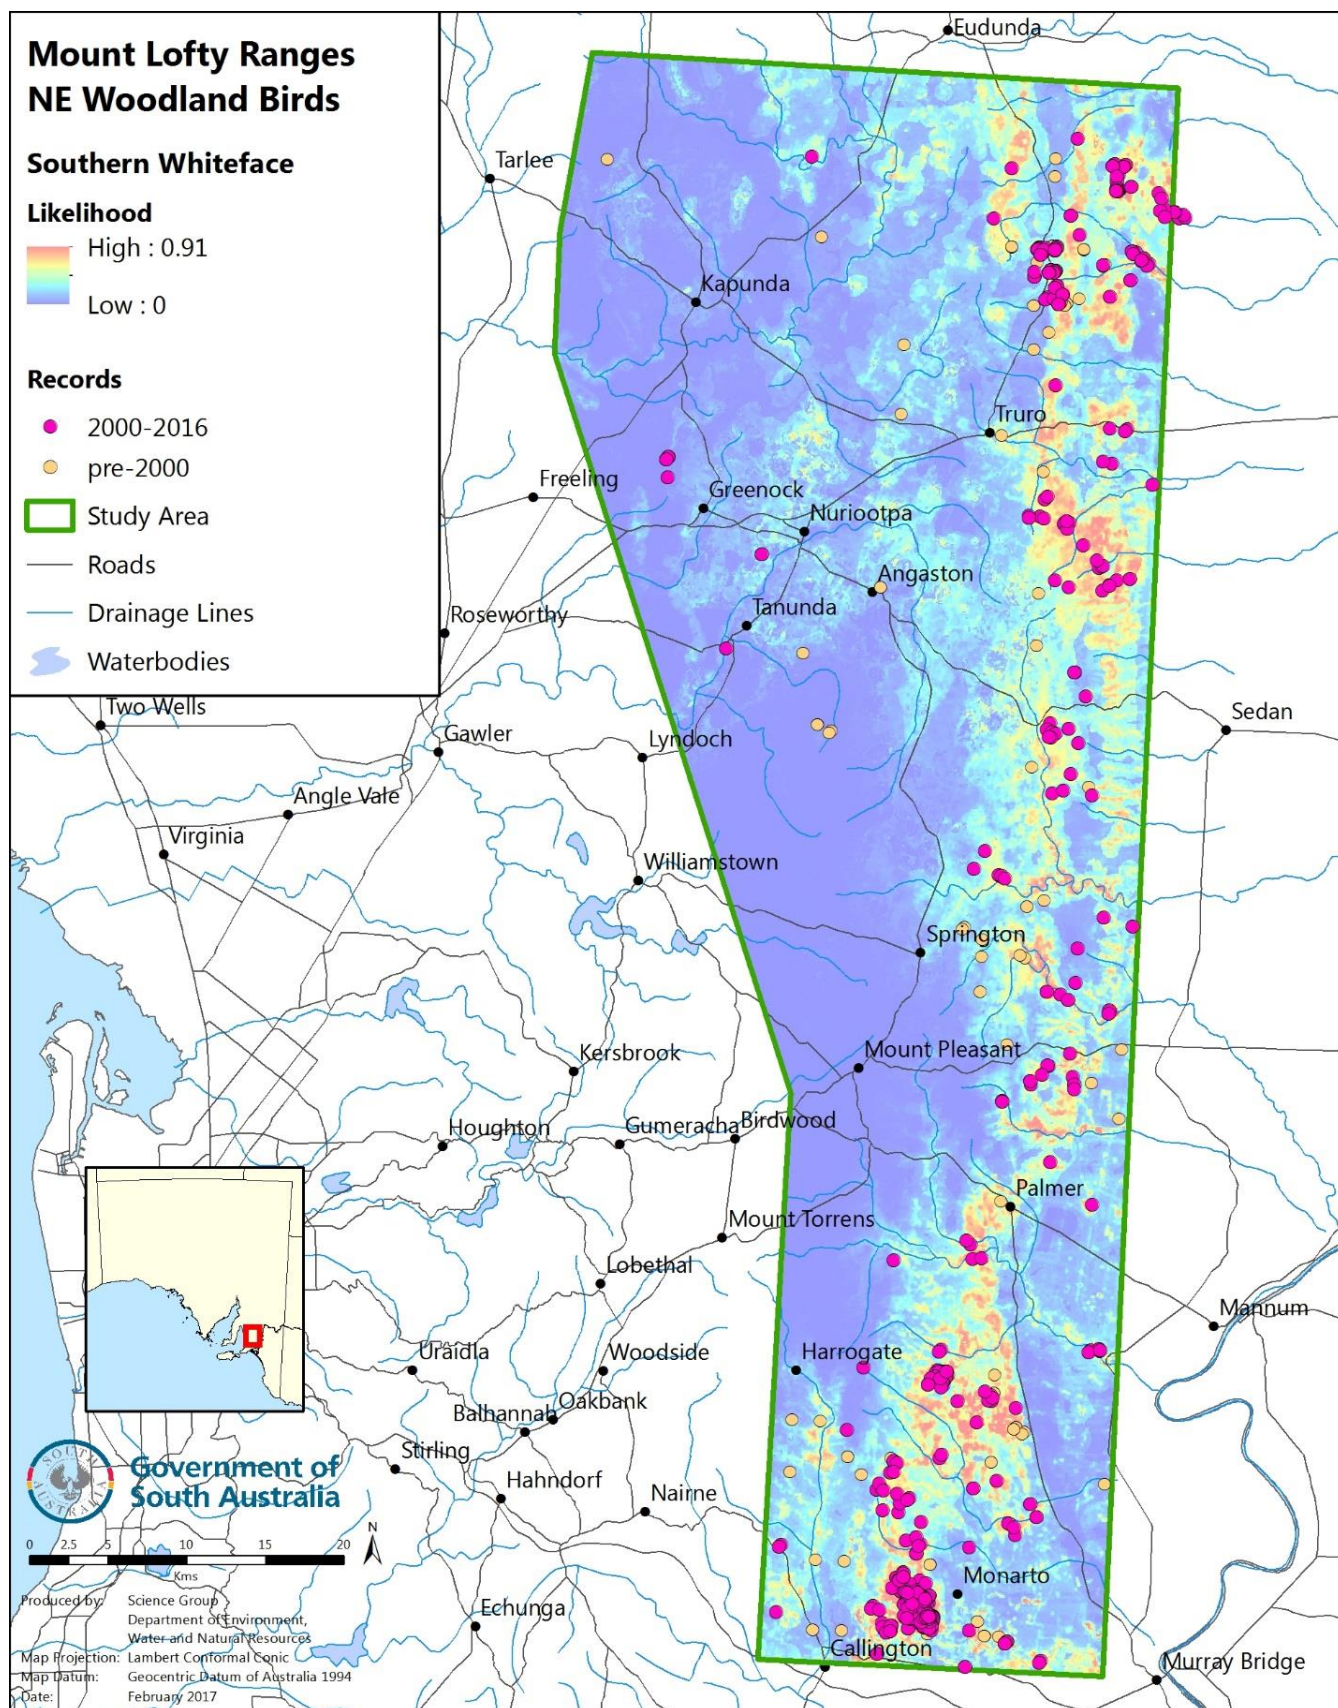 Mount Lofty Ranges
NE Woodland Birds
Southern Whiteface
Likelihood
High : 0.91
Low : 0
Records
2000-2016
pre-2000
Study Area
Roads
Drainage Lines
Waterbodies
Eudunda
Tarlee
Kapunda
Truro
Freeling
Greenock
Nuriootpa
Angaston
Roseworthy
Tanunda
Two Wells
Sedan
Gawler
Lyndoch
Angle Vale
Virginia
Williamstown
Springton
Kersbrook
Mount Pleasant
Houghton
Gumeracha
Birdwood
Palmer
Mount Torrens
Lobethal
Mannum
Uraidla
Woodside
Harrogate
Balhannah
Oakbank
Stirling
Hahndorf
Nairne
Monarto
Echunga
Callington
Murray Bridge
SOUTH
AUSTRALIA
Government of
South Australia
0 2.5 5 10 15 20
Kms
N
Produced by: Science Group
Department of Environment,
Water and Natural Resources
Map Projection: Lambert Conformal Conic
Map Datum: Geocentric Datum of Australia 1994
Date: February 2017